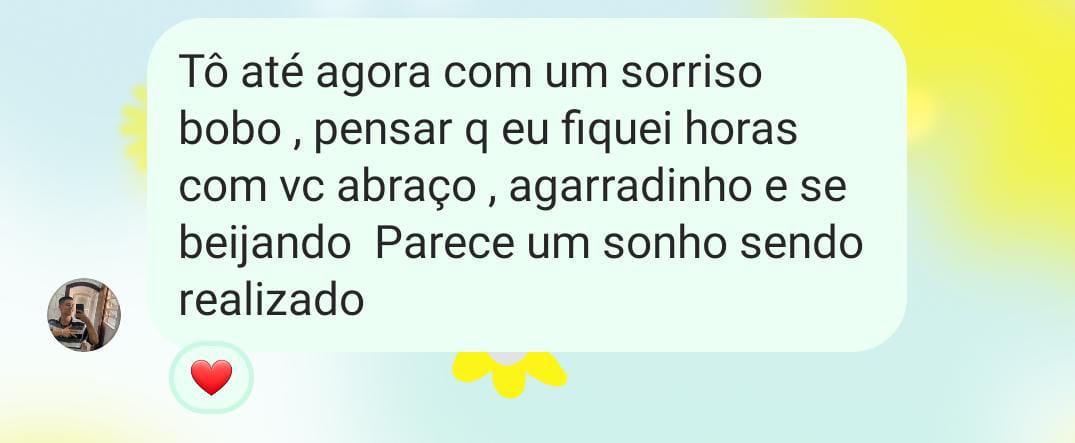 Tô até agora com um sorriso
bobo , pensar q eu fiquei horas
com vc abraço , agarradinho e se
beijando  Parece um sonho sendo
realizado